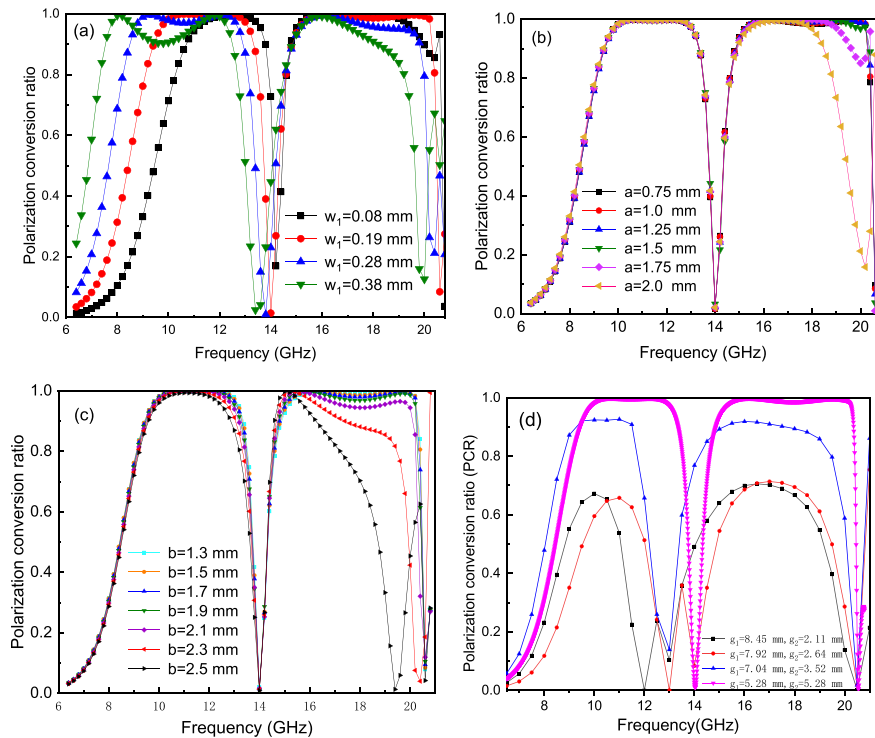 (a)
Polarization conversion ratio
1.0
0.8
0.6
0.4
0.2
0.0
w1=0.08 mm
w1=0.19 mm
w1=0.28 mm
w1=0.38 mm
6 8 10 12 14 16 18 20
Frequency (GHz)
(b)
Polarization conversion ratio
1.0
0.8
0.6
0.4
0.2
0.0
a=0.75 mm
a=1.0 mm
a=1.25 mm
a=1.5 mm
a=1.75 mm
a=2.0 mm
6 8 10 12 14 16 18 20
Frequency (GHz)
(c)
Polarization conversion ratio
1.0
0.8
0.6
0.4
0.2
0.0
b=1.3 mm
b=1.5 mm
b=1.7 mm
b=1.9 mm
b=2.1 mm
b=2.3 mm
b=2.5 mm
6 8 10 12 14 16 18 20
Frequency (GHz)
(d)
Polarization conversion ratio (PCR)
1.0
0.8
0.6
0.4
0.2
0.0
g1=8.45 mm, g2=2.11 mm
g1=7.92 mm, g2=2.64 mm
g1=7.04 mm, g2=3.52 mm
g1=5.28 mm, g2=5.28 mm
8 10 12 14 16 18 20
Frequency(GHz)